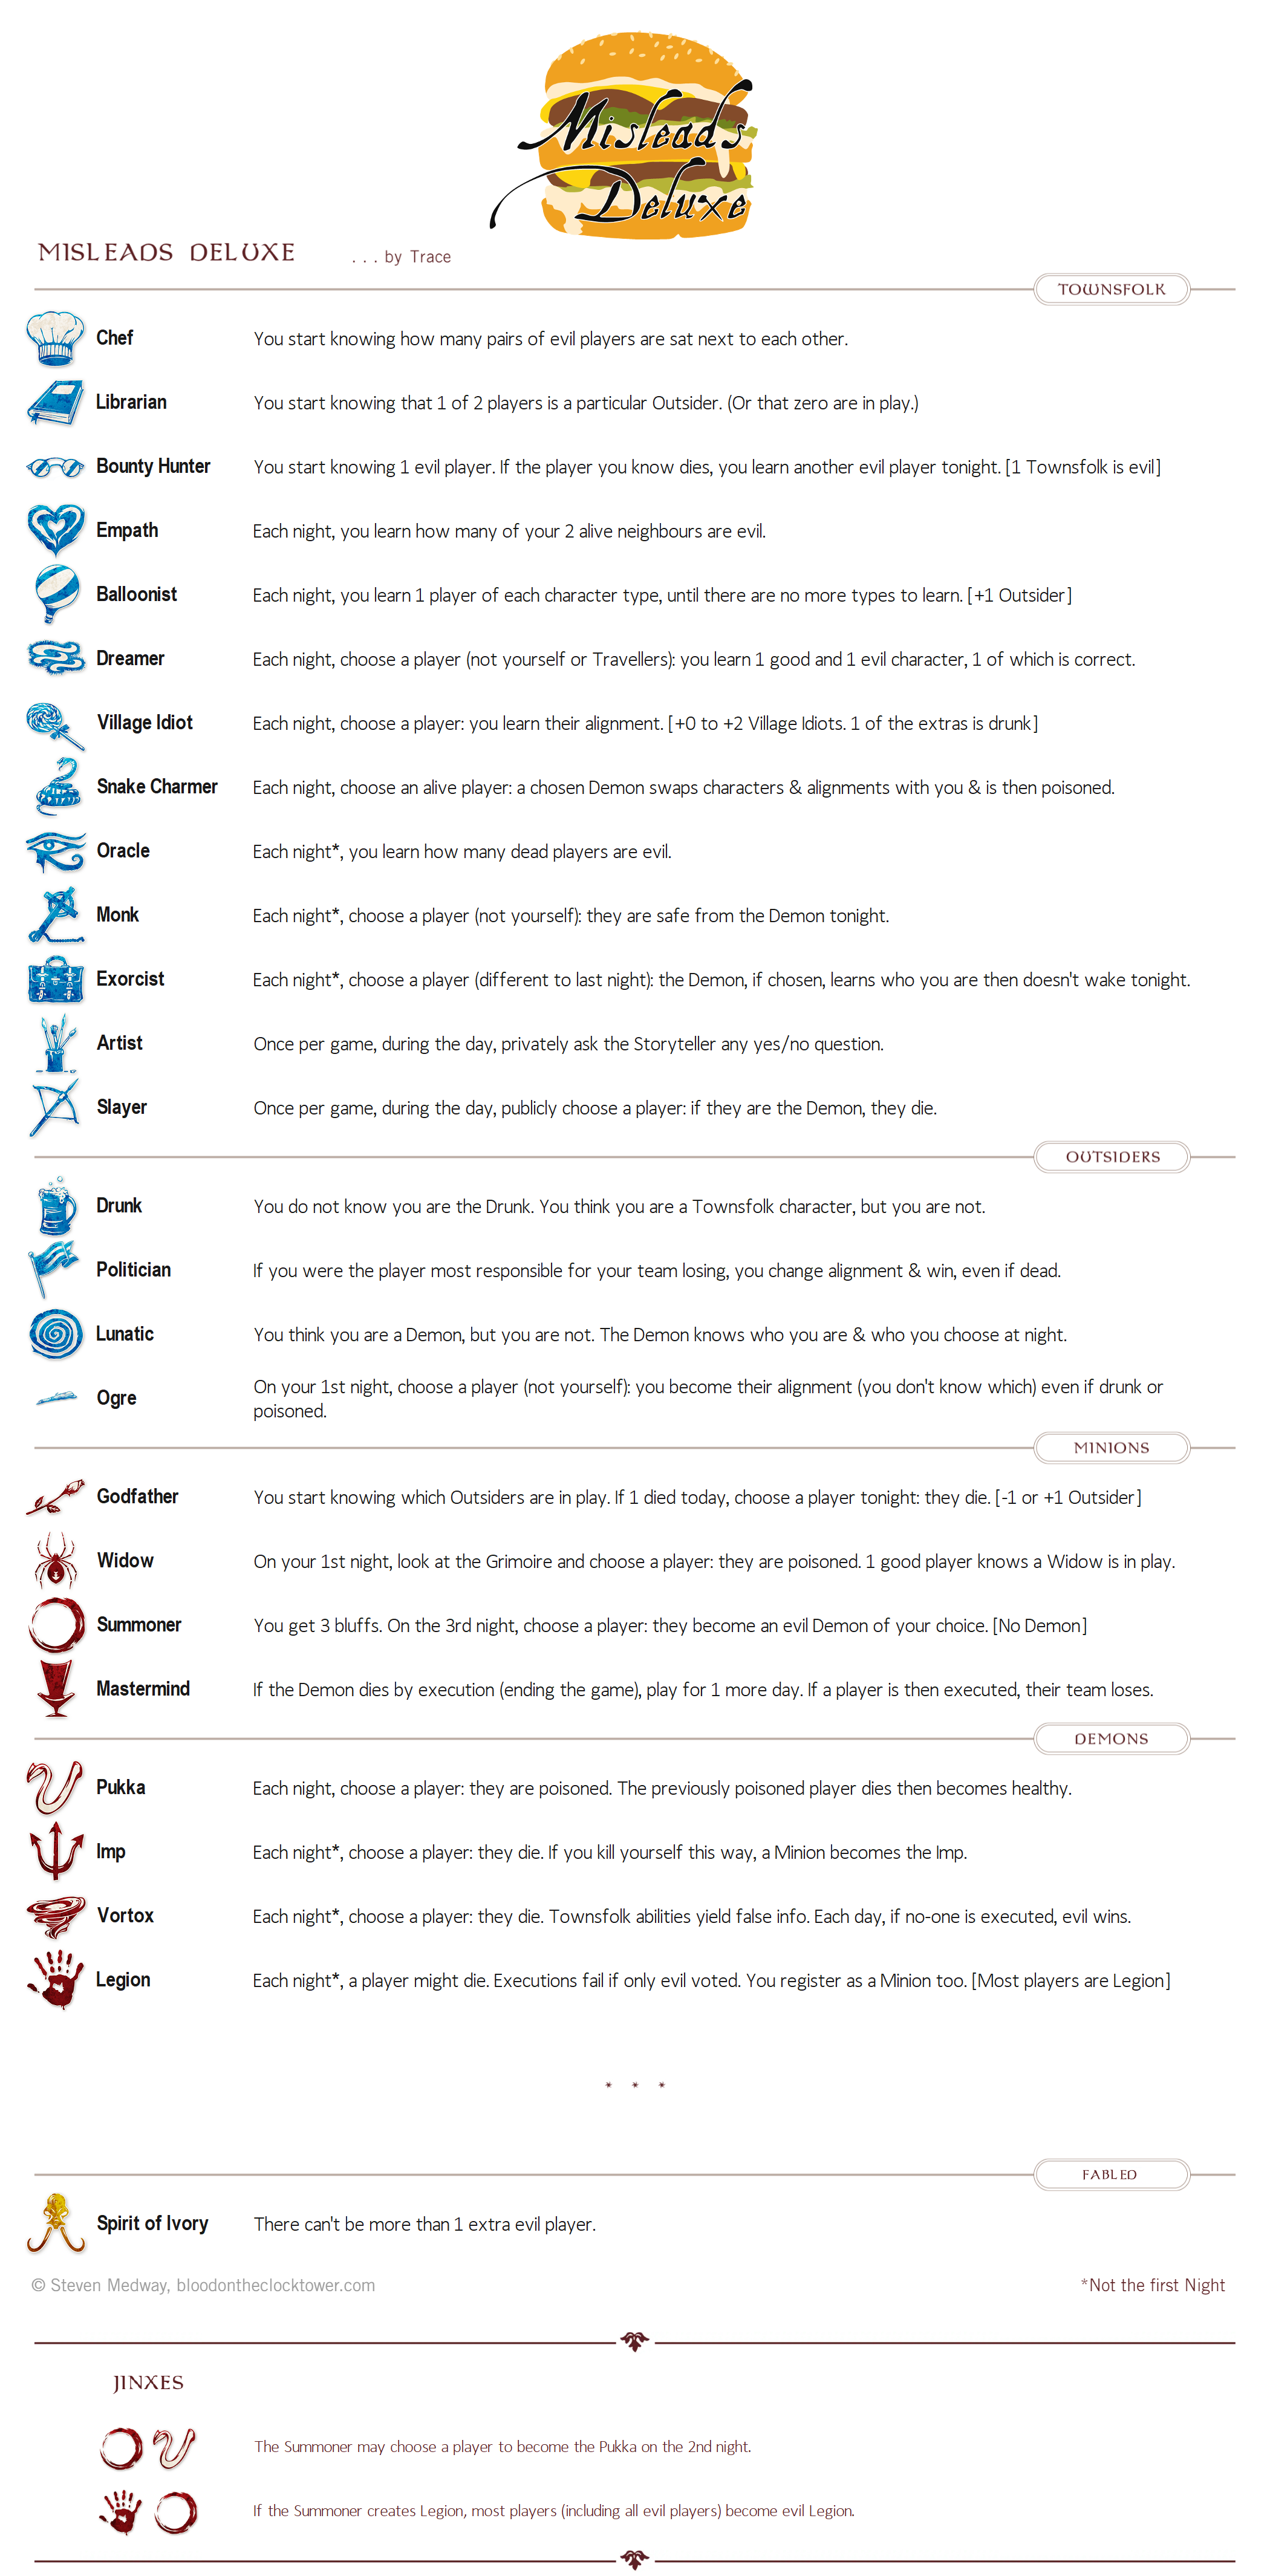 Misleads
Deluxe
MISLEADS DELUXE . . . by Trace
TOWNSFOLK
Chef You start knowing how many pairs of evil players are sat next to each other.
Librarian You start knowing that 1 of 2 players is a particular Outsider. (Or that zero are in play.)
Bounty Hunter You start knowing 1 evil player. If the player you know dies, you learn another evil player tonight. [1 Townsfolk is evil]
Empath Each night, you learn how many of your 2 alive neighbours are evil.
Balloonist Each night, you learn 1 player of each character type, until there are no more types to learn. [+1 Outsider]
Dreamer Each night, choose a player (not yourself or Travellers): you learn 1 good and 1 evil character, 1 of which is correct.
Village Idiot Each night, choose a player: you learn their alignment. [+0 to +2 Village Idiots. 1 of the extras is drunk]
Snake Charmer Each night, choose an alive player: a chosen Demon swaps characters & alignments with you & is then poisoned.
Oracle Each night*, you learn how many dead players are evil.
Monk Each night*, choose a player (not yourself): they are safe from the Demon tonight.
Exorcist Each night*, choose a player (different to last night): the Demon, if chosen, learns who you are then doesn't wake tonight.
Artist Once per game, during the day, privately ask the Storyteller any yes/no question.
Slayer Once per game, during the day, publicly choose a player: if they are the Demon, they die.
OUTSIDERS
Drunk You do not know you are the Drunk. You think you are a Townsfolk character, but you are not.
Politician If you were the player most responsible for your team losing, you change alignment & win, even if dead.
Lunatic You think you are a Demon, but you are not. The Demon knows who you are & who you choose at night.
Ogre On your 1st night, choose a player (not yourself): you become their alignment (you don't know which) even if drunk or
poisoned.
MINIONS
Godfather You start knowing which Outsiders are in play. If 1 died today, choose a player tonight: they die. [-1 or +1 Outsider]
Widow On your 1st night, look at the Grimoire and choose a player: they are poisoned. 1 good player knows a Widow is in play.
Summoner You get 3 bluffs. On the 3rd night, choose a player: they become an evil Demon of your choice. [No Demon]
Mastermind If the Demon dies by execution (ending the game), play for 1 more day. If a player is then executed, their team loses.
DEMONS
Pukka Each night, choose a player: they are poisoned. The previously poisoned player dies then becomes healthy.
Imp Each night*, choose a player: they die. If you kill yourself this way, a Minion becomes the Imp.
Vortox Each night*, choose a player: they die. Townsfolk abilities yield false info. Each day, if no-one is executed, evil wins.
Legion Each night*, a player might die. Executions fail if only evil voted. You register as a Minion too. [Most players are Legion]
* * *
FABLED
Spirit of Ivory There can't be more than 1 extra evil player.
© Steven Medway, bloodontheclocktower.com *Not the first Night
JINXES
The Summoner may choose a player to become the Pukka on the 2nd night.
If the Summoner creates Legion, most players (including all evil players) become evil Legion.